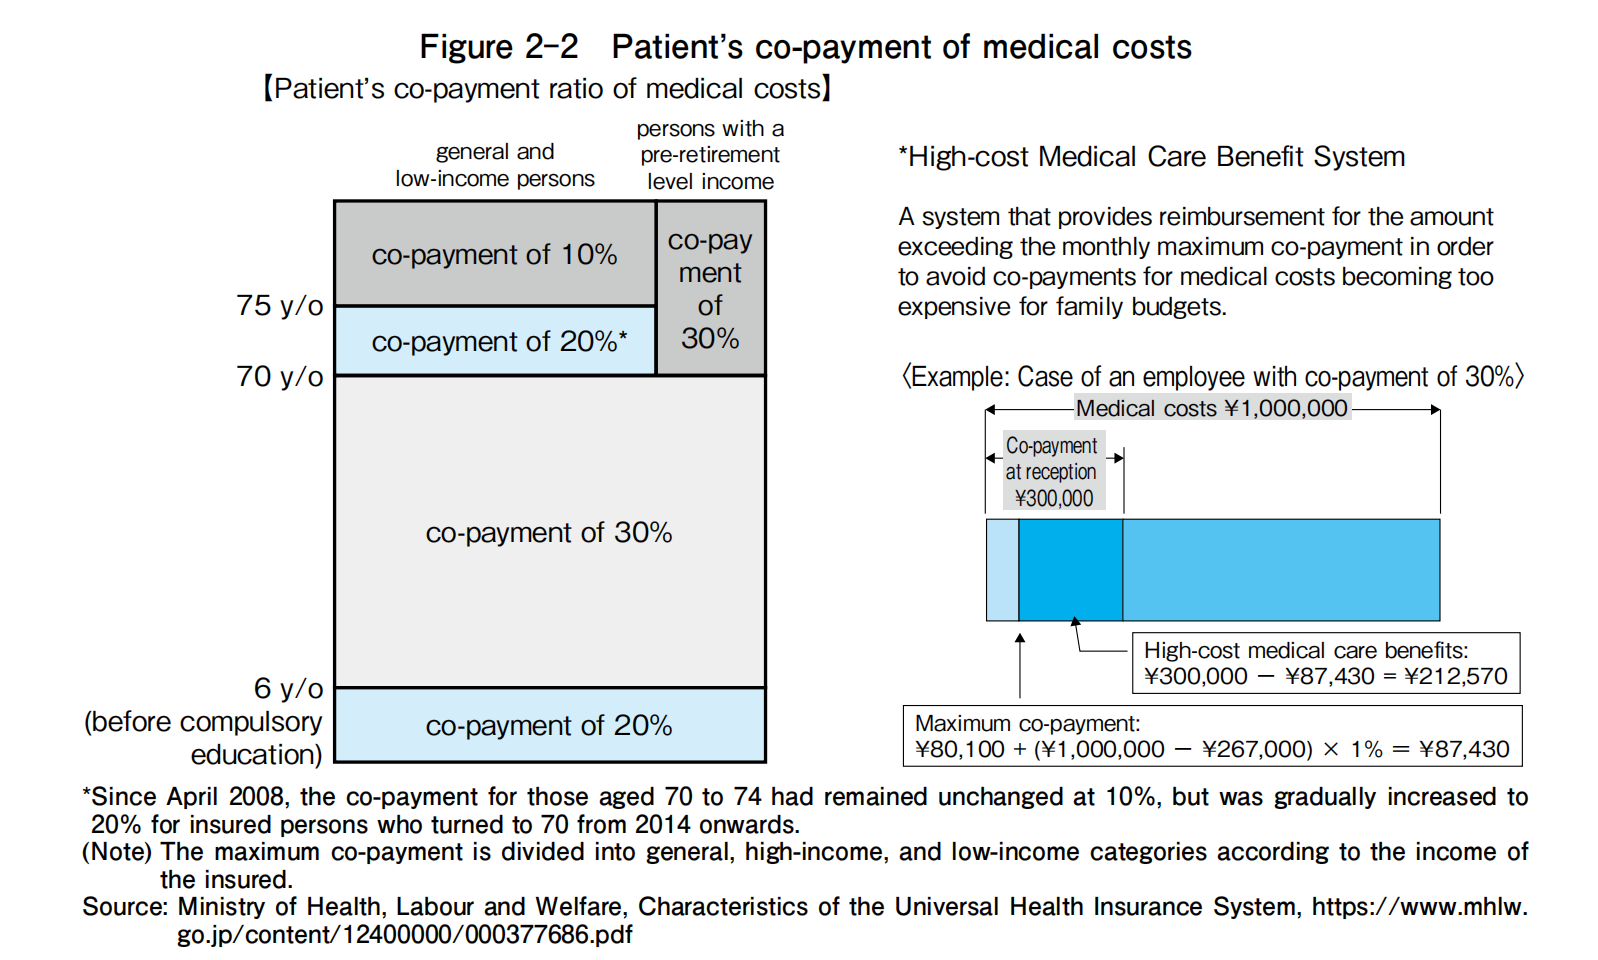 Figure 2−2 Patient’s co-payment of medical costs
【Patient’s co-payment ratio of medical costs】
general and
low-income persons
persons with a
pre-retirement
level income
co-payment of 10%
co-pay
ment
of
30%
75 y/o
co-payment of 20%*
70 y/o
co-payment of 30%
6 y/o
(before compulsory
education)
co-payment of 20%
*High-cost Medical Care Benefit System
A system that provides reimbursement for the amount
exceeding the monthly maximum co-payment in order
to avoid co-payments for medical costs becoming too
expensive for family budgets.
〈Example: Case of an employee with co-payment of 30%〉
Medical costs ¥1,000,000
Co-payment
at reception
¥300,000
High-cost medical care benefits:
¥300,000 − ¥87,430 = ¥212,570
Maximum co-payment:
¥80,100 + (¥1,000,000 − ¥267,000) × 1% = ¥87,430
*Since April 2008, the co-payment for those aged 70 to 74 had remained unchanged at 10%, but was gradually increased to
20% for insured persons who turned to 70 from 2014 onwards.
(Note) The maximum co-payment is divided into general, high-income, and low-income categories according to the income of
the insured.
Source: Ministry of Health, Labour and Welfare, Characteristics of the Universal Health Insurance System, https://www.mhlw.
go.jp/content/12400000/000377686.pdf